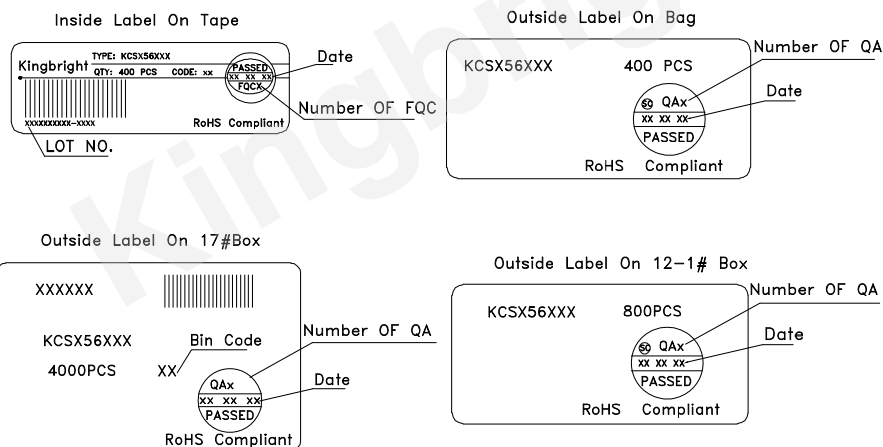 Inside Label On Tape
TYPE: KCSX56XXX
Kingbright
QTY: 400 PCS CODE: xx
PASSED
XX XX XX
FQCX
XXXXXXXXXX-XXXX
RoHS Compliant
Date
Number OF FQC
LOT NO.
Outside Label On Bag
KCSX56XXX 400 PCS
SQ QAx
XX XX XX
PASSED
RoHS Compliant
Number OF QA
Date
Outside Label On 17#Box
XXXXXX
KCSX56XXX Bin Code
4000PCS XX
QAx
XX XX XX
PASSED
RoHS Compliant
Number OF QA
Date
Outside Label On 12-1# Box
KCSX56XXX 800PCS
SQ QAx
XX XX XX
PASSED
RoHS Compliant
Number OF QA
Date
Kingbri